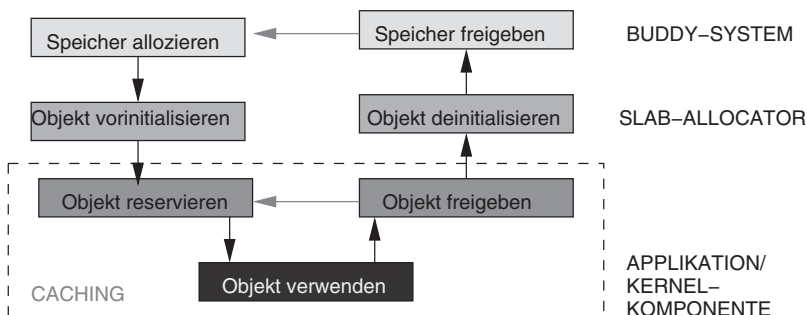 Speicher allozieren
Speicher freigeben
BUDDY–SYSTEM
Objekt vorinitialisieren
Objekt deinitialisieren
SLAB–ALLOCATOR
Objekt reservieren
Objekt freigeben
Objekt verwenden
CACHING
APPLIKATION/
KERNEL–
KOMPONENTE